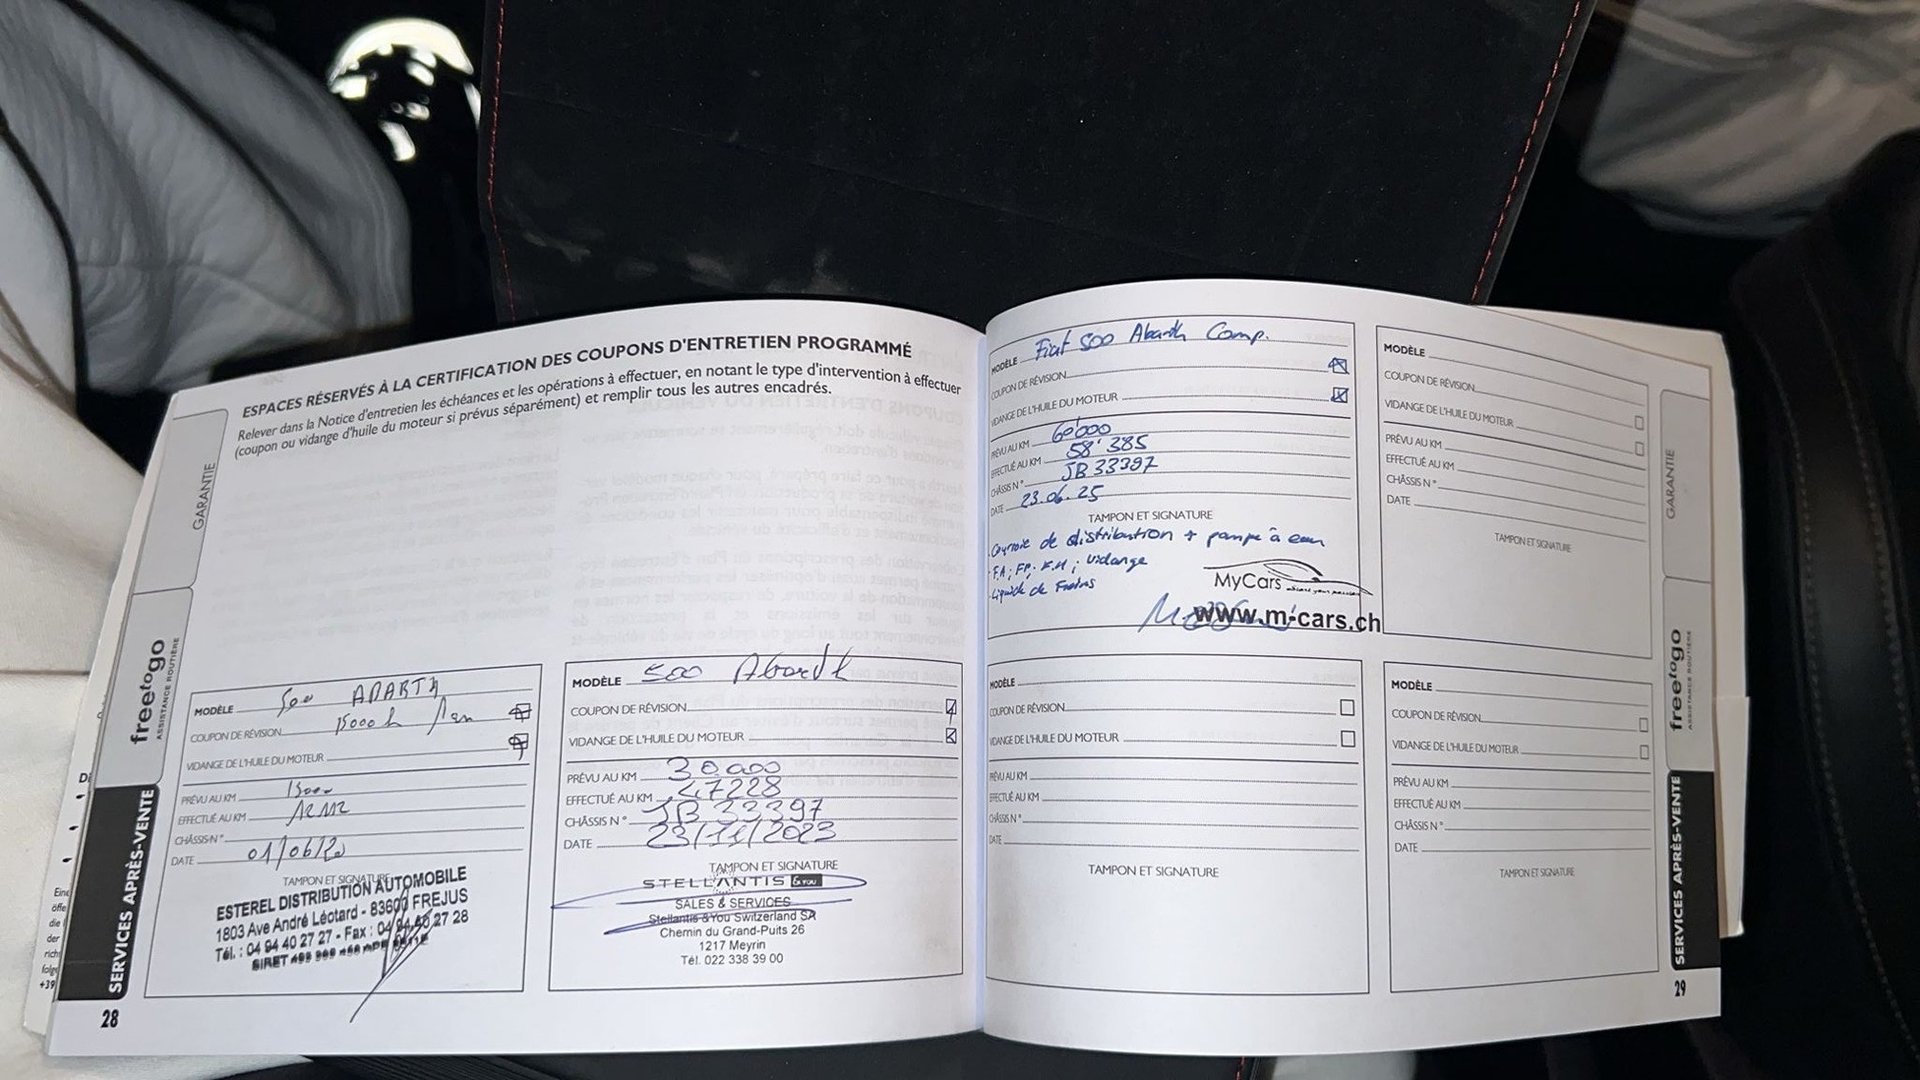 ESPACES RÉSERVÉS À LA CERTIFICATION DES COUPONS D'ENTRETIEN PROGRAMMÉ
Relever dans la Notice d'entretien les échéances et les opérations à effectuer, en notant le type d'intervention à effectuer
(coupon ou vidange d'huile du moteur si prévus séparément) et remplir tous les autres encadrés.
GARANTIE
freetogo
ASSISTANCE ROUTIÈRE
SERVICES APRÈS-VENTE
28
MODÈLE 500 ABARTH
COUPON DE RÉVISION 15000 k / an
VIDANGE DE L'HUILE DU MOTEUR
PRÉVU AU KM 15000
EFFECTUÉ AU KM
CHÂSSIS N°
DATE 01/06/20
TAMPON ET SIGNATURE
ESTEREL DISTRIBUTION AUTOMOBILE
1803 Ave André Léotard - 83600 FREJUS
Tél. : 04 94 40 27 27 - Fax : 04 94 40 27 28
SIRET
MODÈLE 500 Abarth
COUPON DE RÉVISION
VIDANGE DE L'HUILE DU MOTEUR
PRÉVU AU KM 30.000
EFFECTUÉ AU KM 47228
CHÂSSIS N° JB 33397
DATE 23/11/2023
TAMPON ET SIGNATURE
STELLANTIS &YOU
SALES & SERVICES
Stellantis &You Switzerland SA
Chemin du Grand-Puits 26
1217 Meyrin
Tél. 022 338 39 00
MODÈLE Fiat 500 Abarth Comp.
COUPON DE RÉVISION
VIDANGE DE L'HUILE DU MOTEUR
PRÉVU AU KM 60'000
EFFECTUÉ AU KM 58'385
CHÂSSIS N° JB33397
DATE 23.06.25
TAMPON ET SIGNATURE
. Courroie de distribution + pompe à eau
- F.A ; F.P ; F.H ; Vidange
- Liquide de Freins
MyCars
www.m-cars.ch
MODÈLE
COUPON DE RÉVISION
VIDANGE DE L'HUILE DU MOTEUR
PRÉVU AU KM
EFFECTUÉ AU KM
CHÂSSIS N°
DATE
TAMPON ET SIGNATURE
MODÈLE
COUPON DE RÉVISION
VIDANGE DE L'HUILE DU MOTEUR
PRÉVU AU KM
EFFECTUÉ AU KM
CHÂSSIS N°
DATE
TAMPON ET SIGNATURE
MODÈLE
COUPON DE RÉVISION
VIDANGE DE L'HUILE DU MOTEUR
PRÉVU AU KM
EFFECTUÉ AU KM
CHÂSSIS N°
DATE
TAMPON ET SIGNATURE
GARANTIE
freetogo
ASSISTANCE ROUTIÈRE
SERVICES APRÈS-VENTE
29